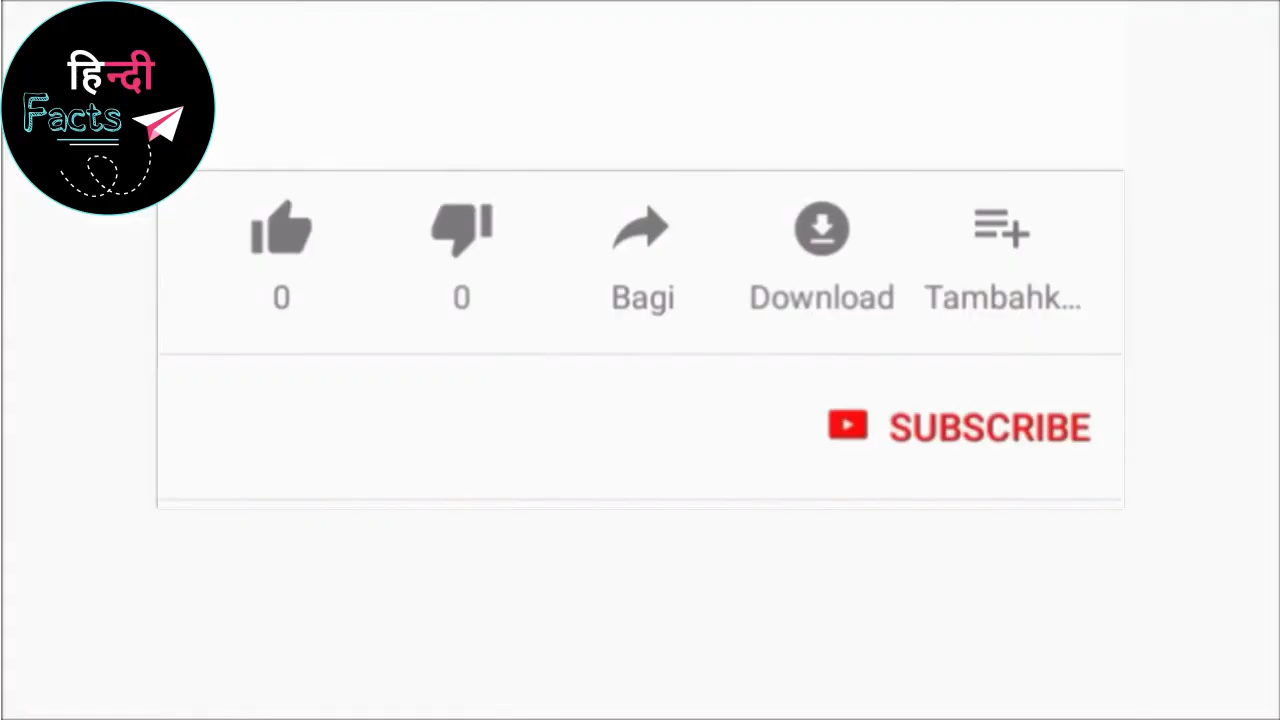 हिन्दी
Facts
0 0 Bagi Download Tambahk...
SUBSCRIBE